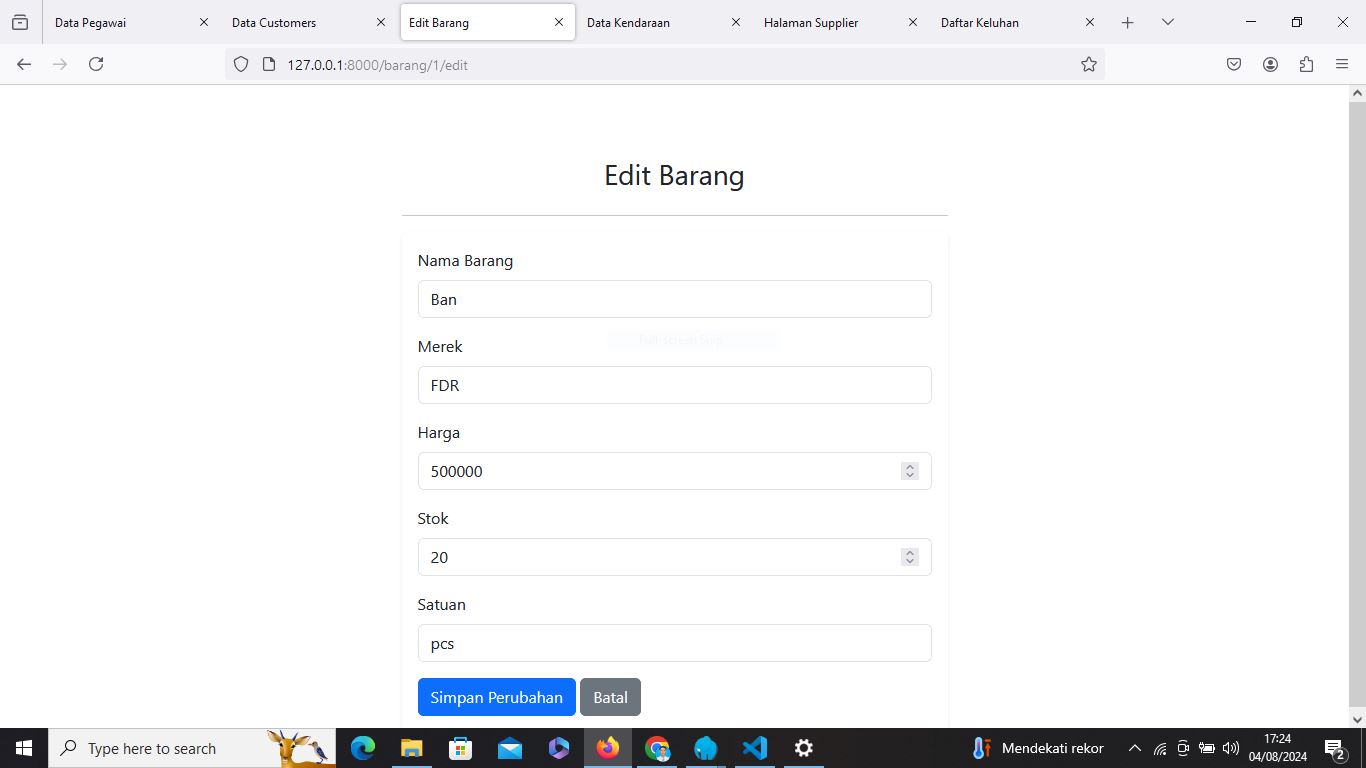 Data Pegawai
Data Customers
Edit Barang
Data Kendaraan
Halaman Supplier
Daftar Keluhan
127.0.0.1:8000/barang/1/edit
Edit Barang
Nama Barang
Ban
Full-screen Snip
Merek
FDR
Harga
500000
Stok
20
Satuan
pcs
Simpan Perubahan Batal
Type here to search
Mendekati rekor
17:24
04/08/2024
2